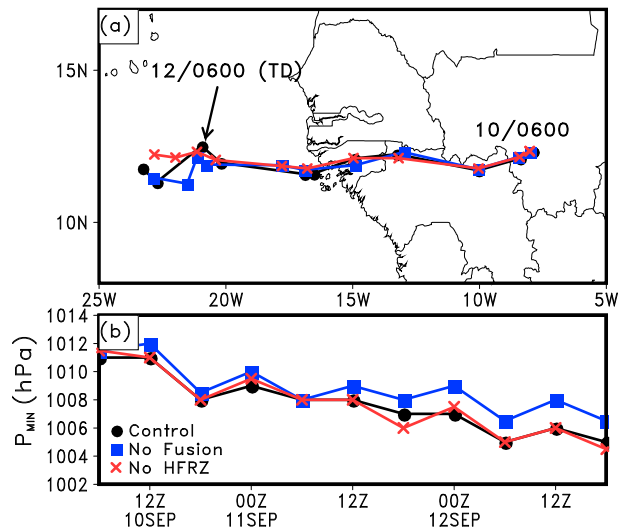 (a)
12/0600 (TD)
10/0600
15N
10N
25W 20W 15W 10W 5W
(b)
PMIN (hPa)
1014
1012
1010
1008
1006
1004
1002
Control
No Fusion
No HFRZ
12Z 00Z 12Z 00Z 12Z
10SEP 11SEP 12SEP